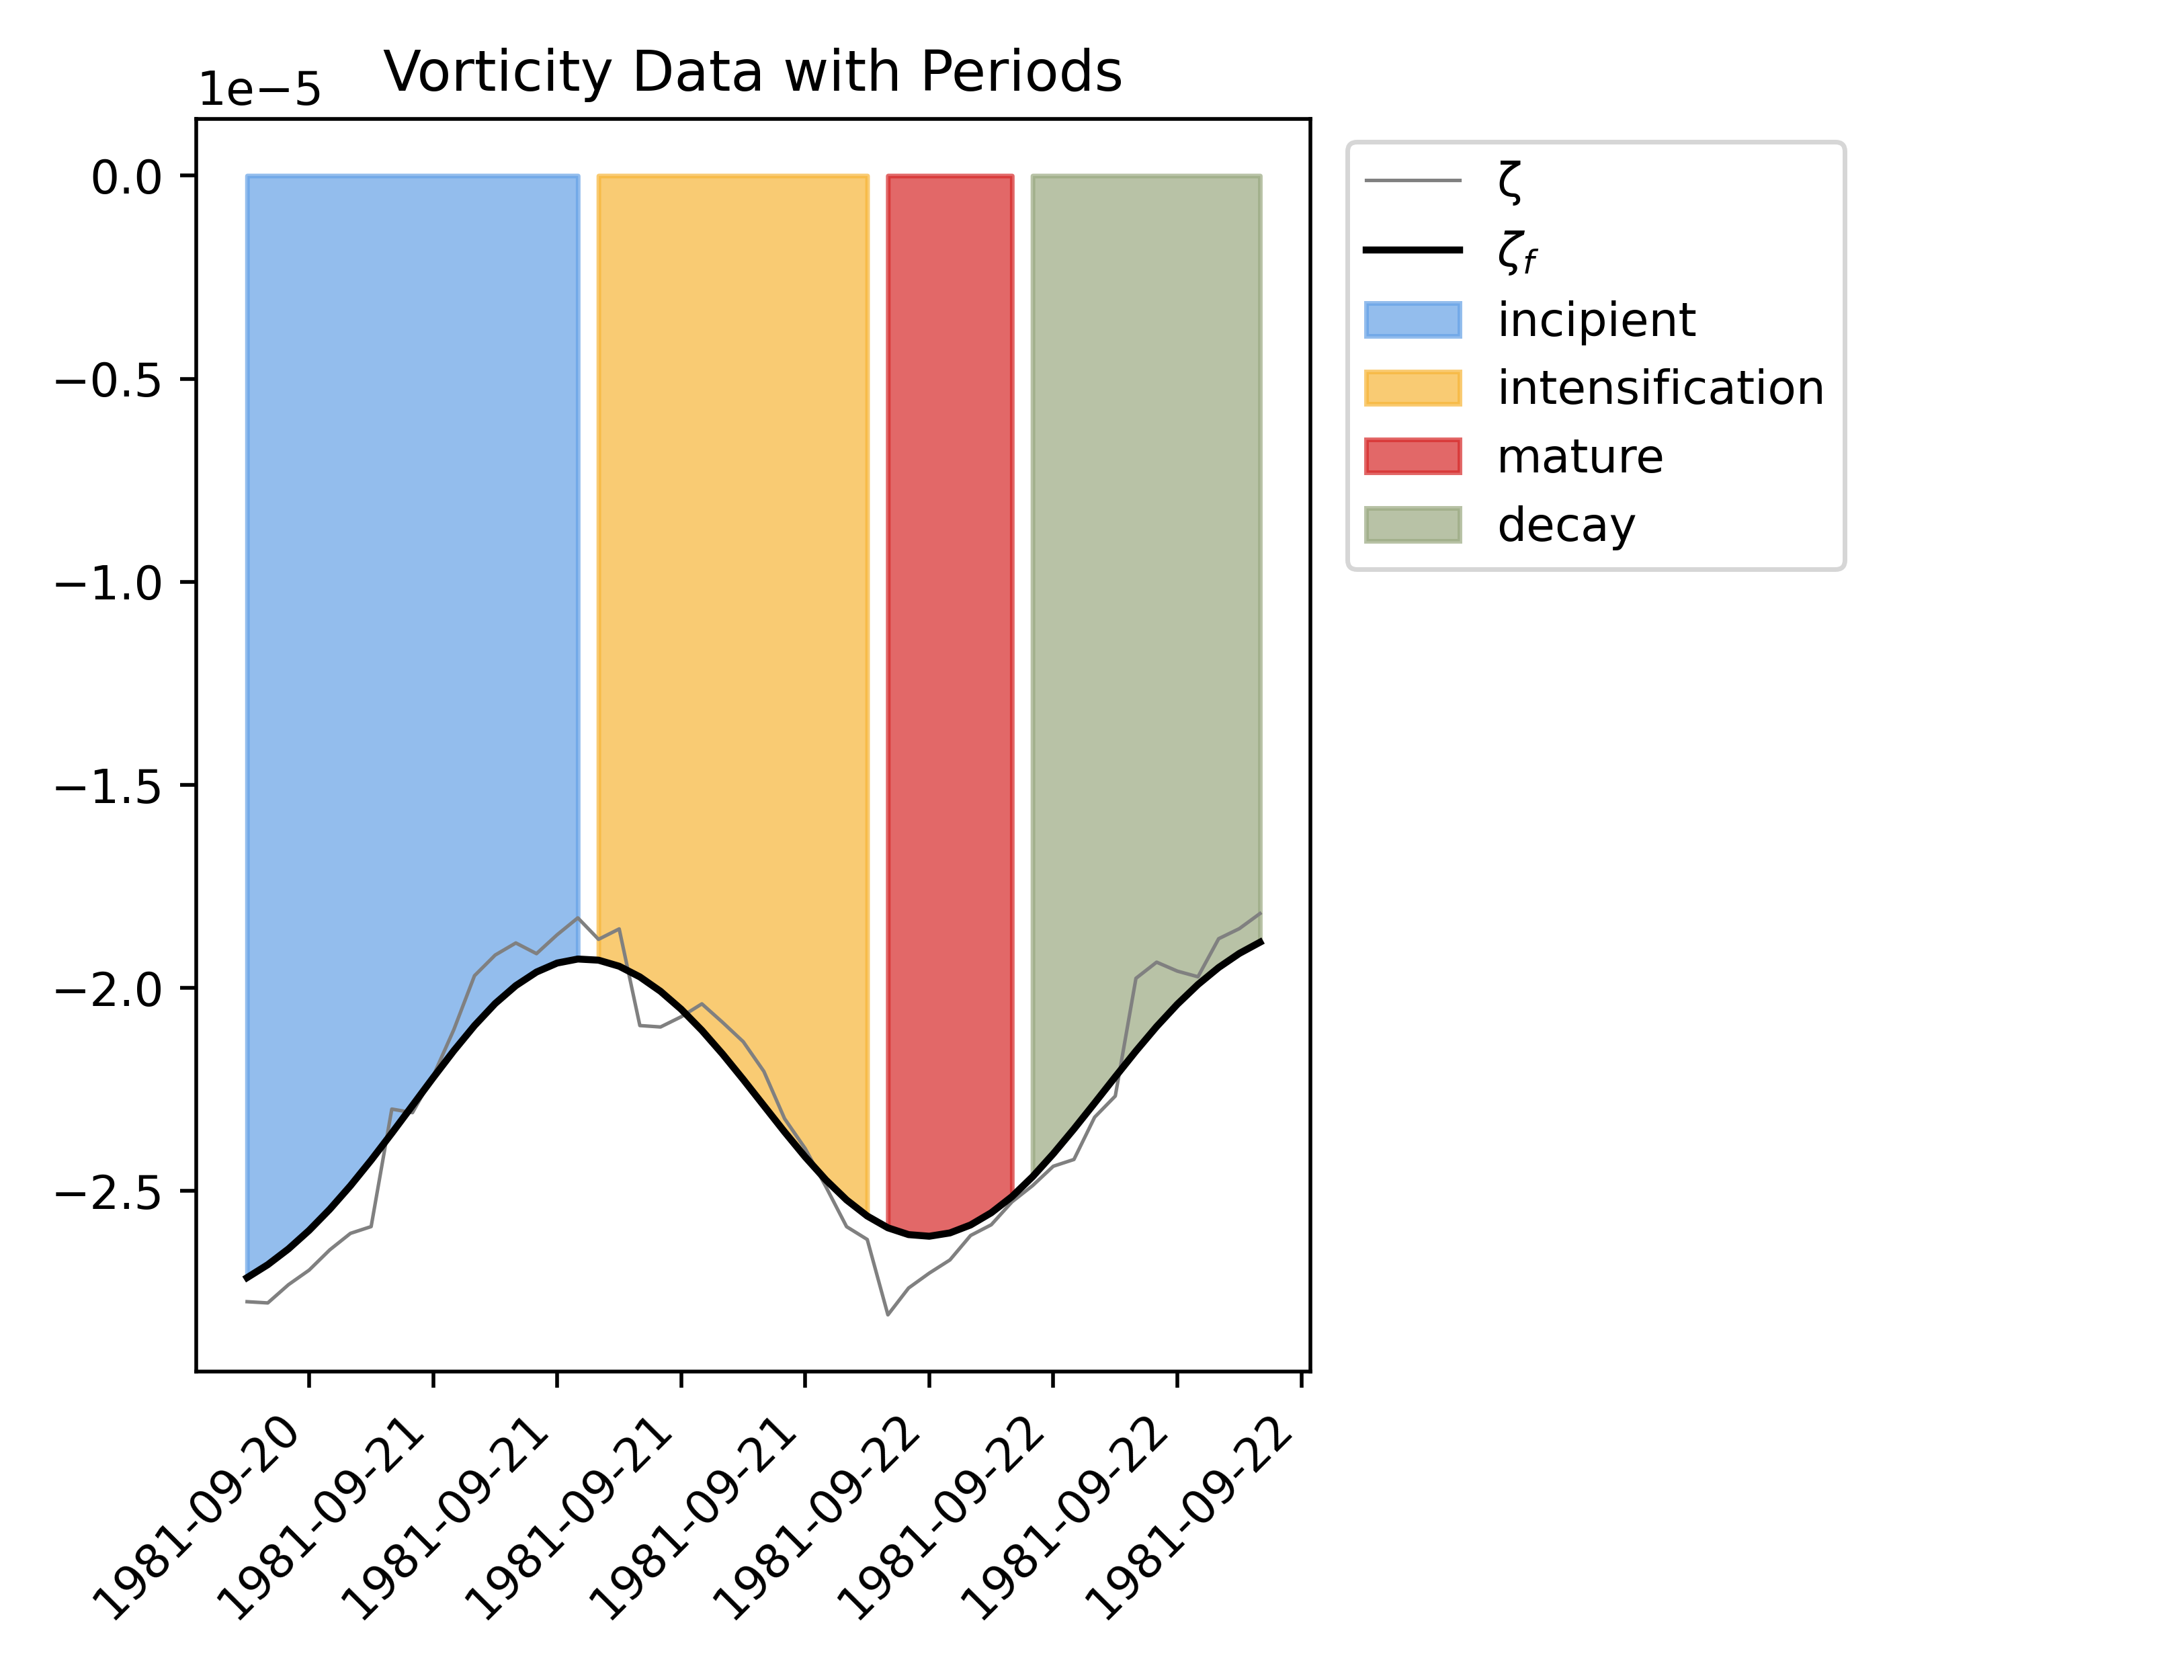 Vorticity Data with Periods
1e−5
0.0
−0.5
−1.0
−1.5
−2.0
−2.5
1981-09-20
1981-09-21
1981-09-21
1981-09-21
1981-09-21
1981-09-22
1981-09-22
1981-09-22
1981-09-22
ζ
ζf
incipient
intensification
mature
decay